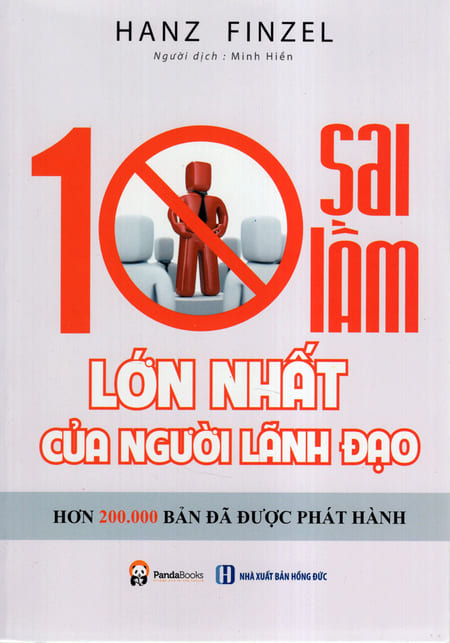 HANZ FINZEL
Người dịch : Minh Hiền
10 sai
lầm
LỚN NHẤT
CỦA NGƯỜI LÃNH ĐẠO
HƠN 200.000 BẢN ĐÃ ĐƯỢC PHÁT HÀNH
PandaBooks
NHÀ XUẤT BẢN HỒNG ĐỨC